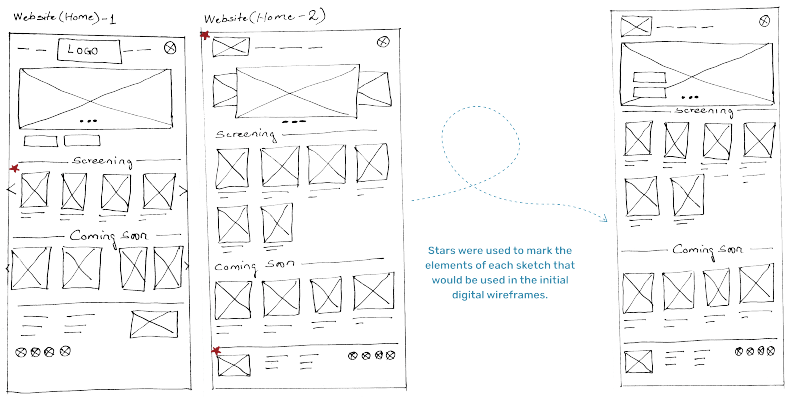 Website(Home)-1
LOGO
Screening
Coming Soon
Website(Home-2)
Screening
Coming Soon
Stars were used to mark the
elements of each sketch that
would be used in the initial
digital wireframes.
Screening
Coming Soon